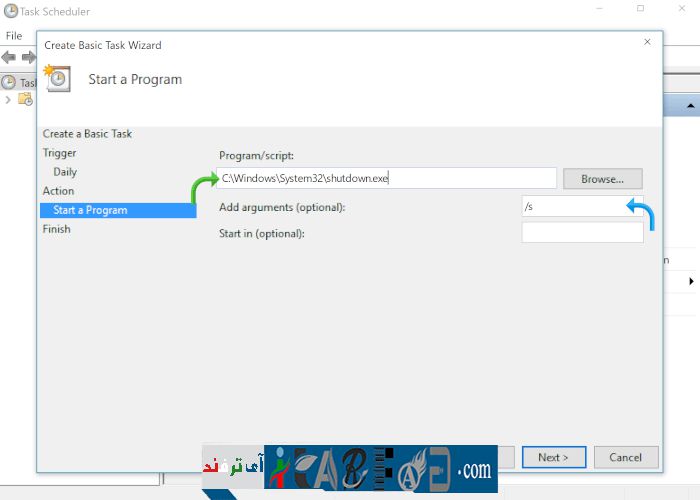 Task Scheduler
File
Task
Create Basic Task Wizard
Start a Program
Create a Basic Task
Trigger
Daily
Action
Start a Program
Finish
Program/script:
C:\Windows\System32\shutdown.exe
Browse...
Add arguments (optional):
/s
Start in (optional):
Next >
Cancel
آی ترفند
.com